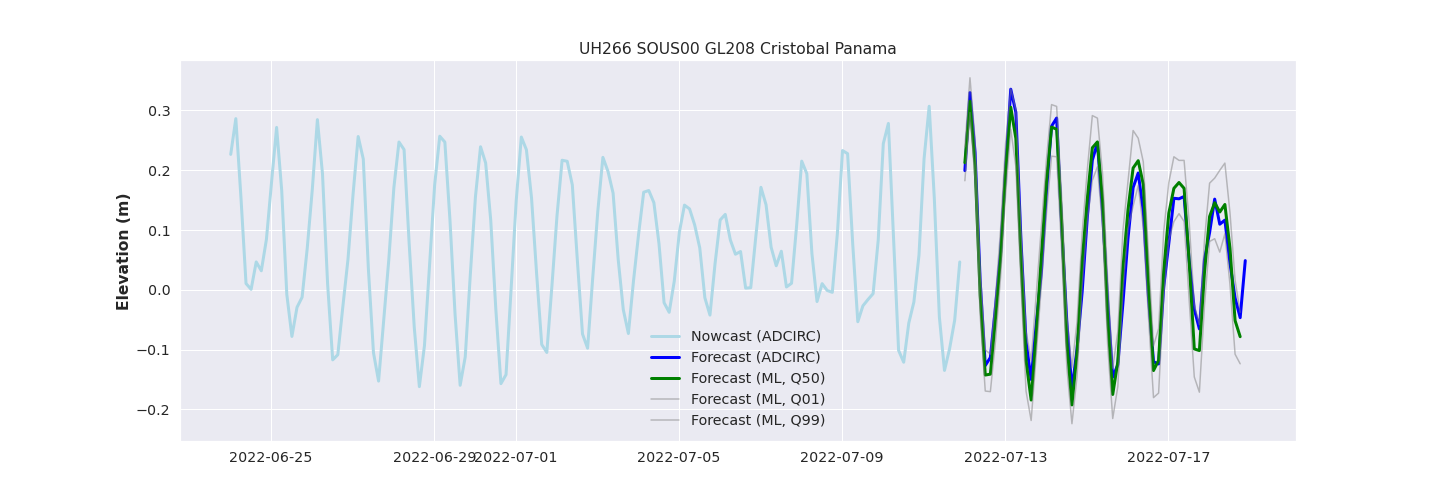 UH266 SOUS00 GL208 Cristobal Panama
Elevation (m)
0.3
0.2
0.1
0.0
−0.1
−0.2
Nowcast (ADCIRC)
Forecast (ADCIRC)
Forecast (ML, Q50)
Forecast (ML, Q01)
Forecast (ML, Q99)
2022-06-25 2022-06-29 2022-07-01 2022-07-05 2022-07-09 2022-07-13 2022-07-17